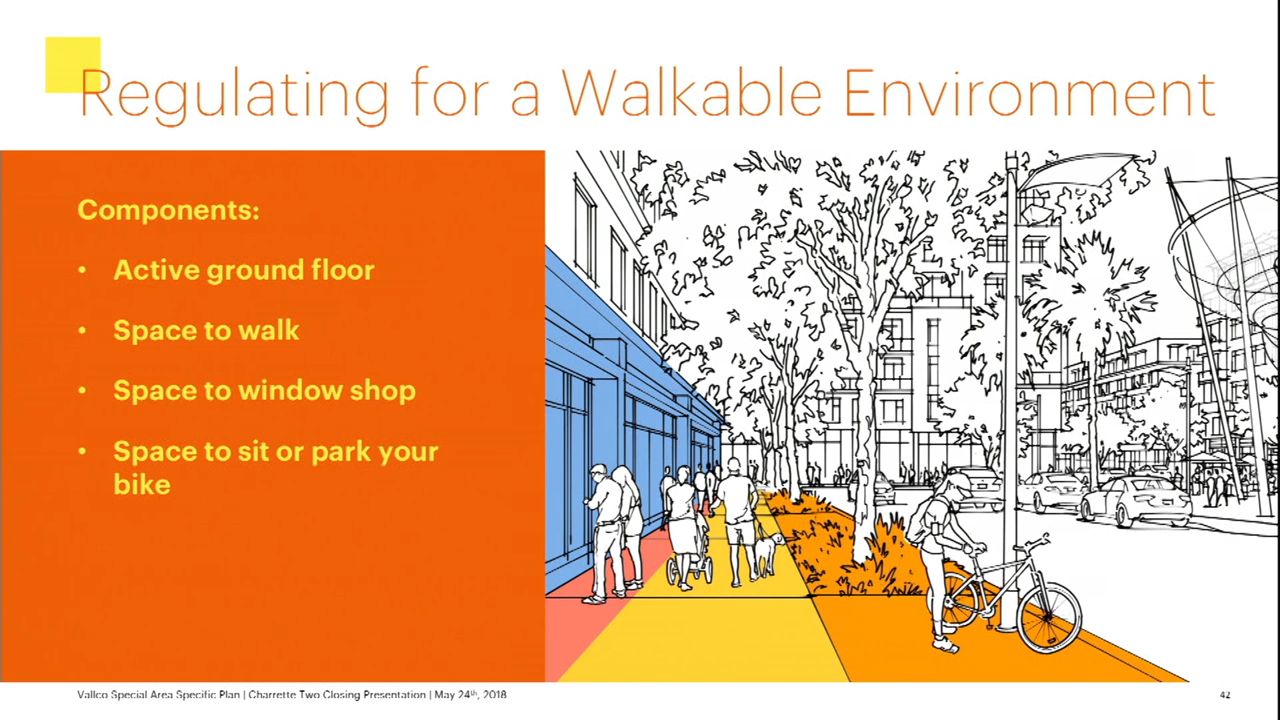 Regulating for a Walkable Environment
Components:
• Active ground floor
• Space to walk
• Space to window shop
• Space to sit or park your
bike
Vallco Special Area Specific Plan | Charrette Two Closing Presentation | May 24th, 2018
42